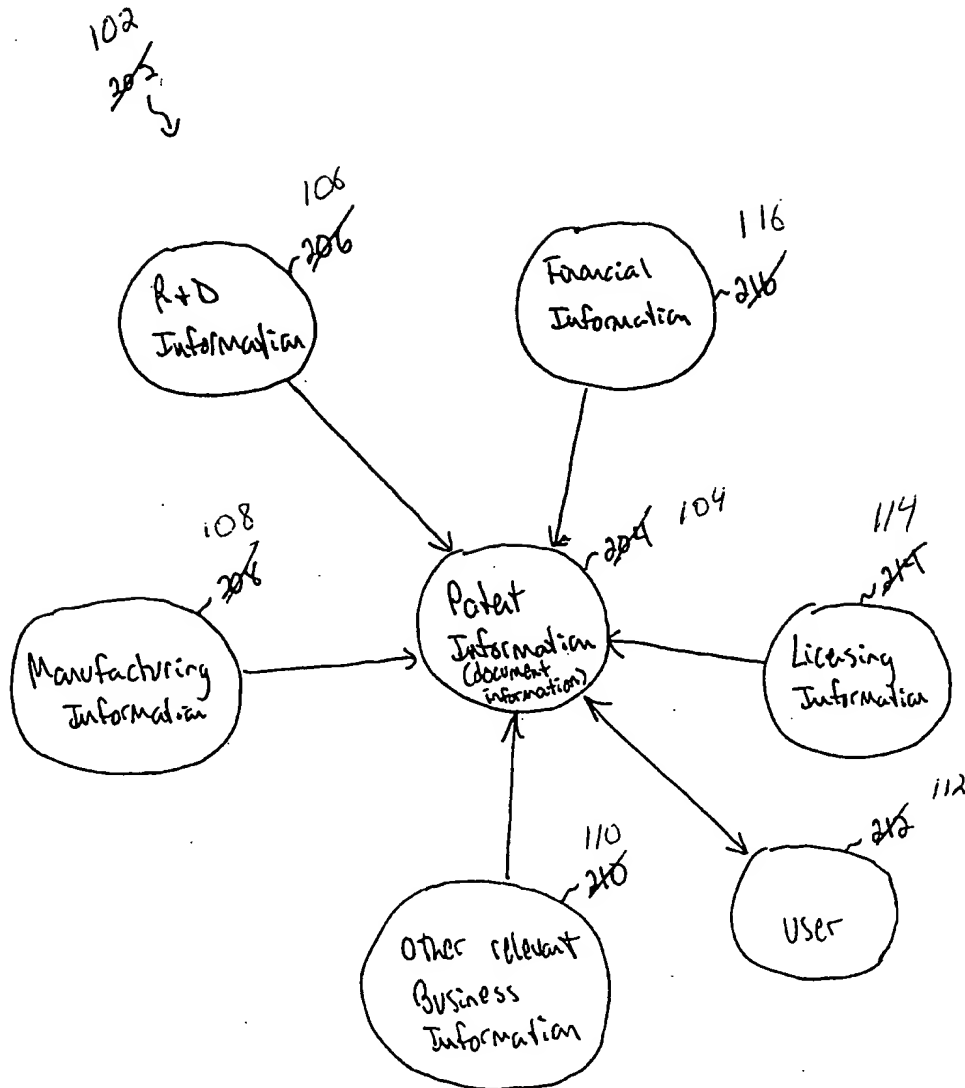 102
202
106
206
R+D
Information
116
216
Financial
Information
108
208
Manufacturing
Information
104
204
Patent
Information
(document
information)
114
214
Licesing
Information
110
210
Other relevant
Business
Information
112
212
User